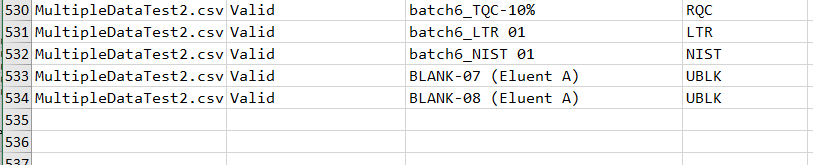 530 MultipleDataTest2.csv Valid batch6_TQC-10% RQC
531 MultipleDataTest2.csv Valid batch6_LTR 01 LTR
532 MultipleDataTest2.csv Valid batch6_NIST 01 NIST
533 MultipleDataTest2.csv Valid BLANK-07 (Eluent A) UBLK
534 MultipleDataTest2.csv Valid BLANK-08 (Eluent A) UBLK
535
536
537